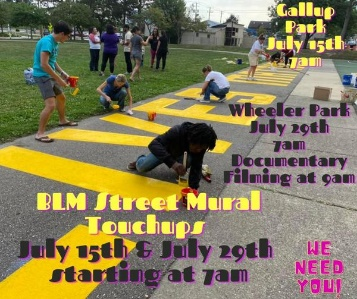 Gallup
Park
July 15th
7am
Wheeler Park
July 29th
7am
Documentary
Filming at 9am
BLM Street Mural
Touchups
July 15th & July 29th
starting at 7am
WE
NEED
YOU!